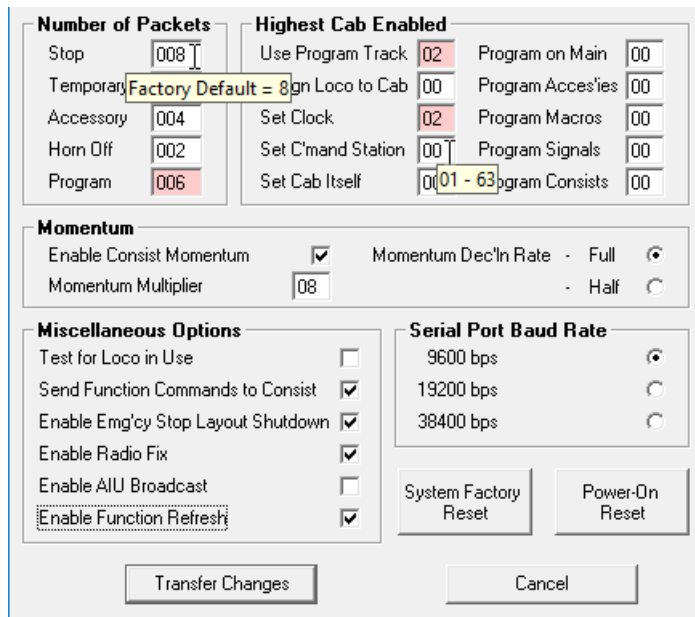 Number of Packets
Stop 008
Temporary
Factory Default = 8
Accessory 004
Horn Off 002
Program 006
Highest Cab Enabled
Use Program Track 02 Program on Main 00
gn Loco to Cab 00 Program Acces'ies 00
Set Clock 02 Program Macros 00
Set C'mand Station 00 Program Signals 00
Set Cab Itself 00 ogram Consists 00
01 - 63
Momentum
Enable Consist Momentum Momentum Dec'ln Rate - Full
Momentum Multiplier 08 - Half
Miscellaneous Options
Test for Loco in Use
Send Function Commands to Consist
Enable Emg'cy Stop Layout Shutdown
Enable Radio Fix
Enable AIU Broadcast
Enable Function Refresh
Serial Port Baud Rate
9600 bps
19200 bps
38400 bps
System Factory
Reset
Power-On
Reset
Transfer Changes Cancel